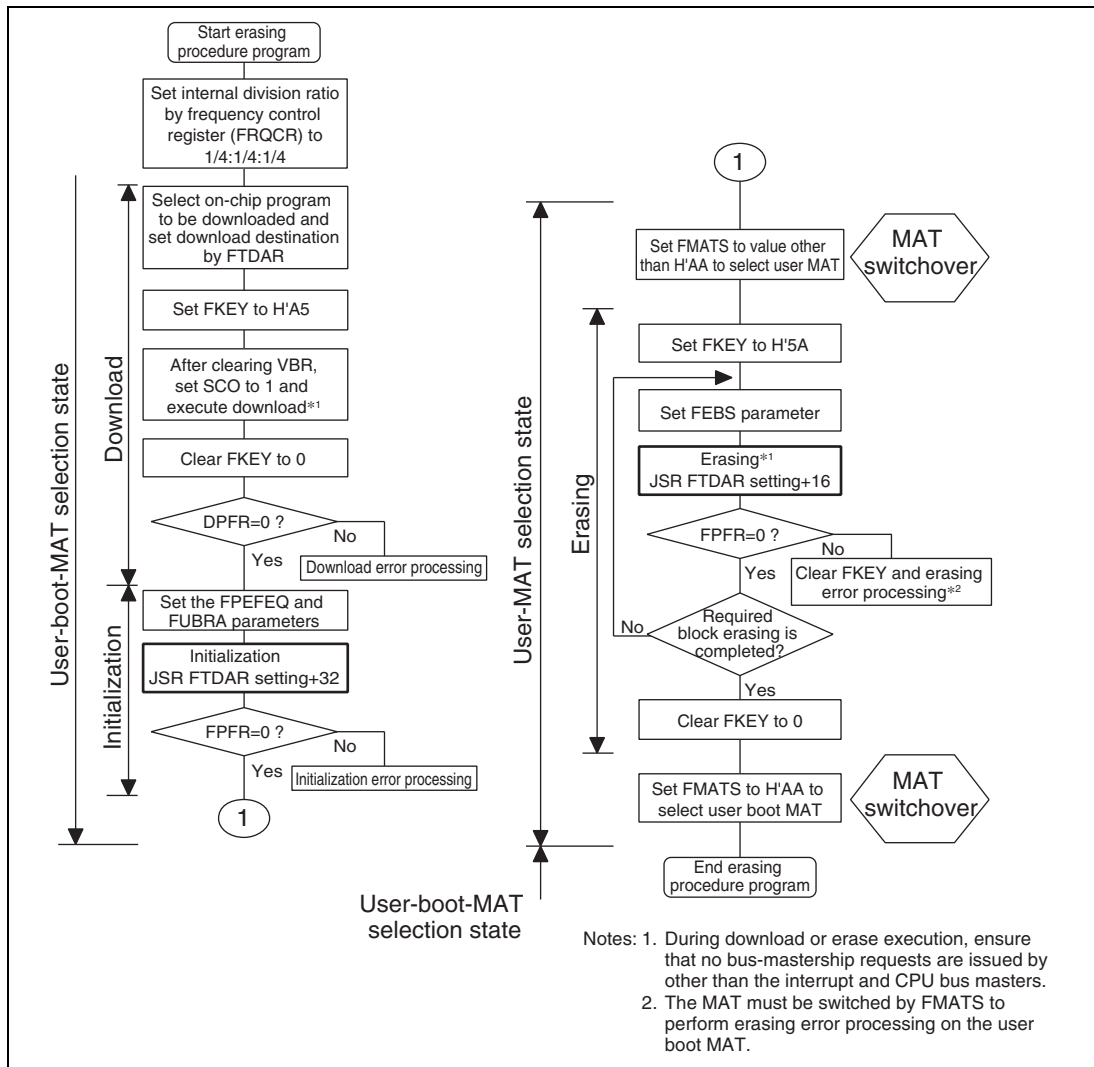 Start erasing
procedure program
Set internal division ratio
by frequency control
register (FRQCR) to
1/4:1/4:1/4
Select on-chip program
to be downloaded and
set download destination
by FTDAR
Set FKEY to H'A5
After clearing VBR,
set SCO to 1 and
execute download*1
Clear FKEY to 0
DPFR=0 ?
No
Yes
Download error processing
Set the FPEFEQ and
FUBRA parameters
Initialization
JSR FTDAR setting+32
FPFR=0 ?
No
Yes
Initialization error processing
1
Download
Initialization
User-boot-MAT selection state
1
Set FMATS to value other
than H'AA to select user MAT
MAT
switchover
Set FKEY to H'5A
Set FEBS parameter
Erasing*1
JSR FTDAR setting+16
FPFR=0 ?
No
Yes
Clear FKEY and erasing
error processing*2
Required
block erasing is
completed?
No
Yes
Clear FKEY to 0
Set FMATS to H'AA to
select user boot MAT
MAT
switchover
End erasing
procedure program
Erasing
User-MAT selection state
User-boot-MAT
selection state
Notes: 1. During download or erase execution, ensure
that no bus-mastership requests are issued by
other than the interrupt and CPU bus masters.
2. The MAT must be switched by FMATS to
perform erasing error processing on the user
boot MAT.